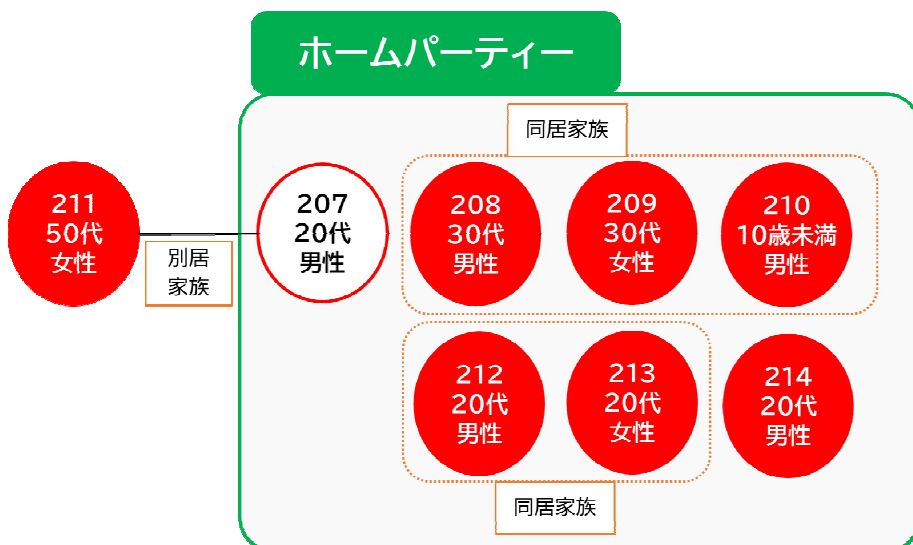 ホームパーティー
同居家族
211
50代
女性
別居
家族
207
20代
男性
208
30代
男性
209
30代
女性
210
10歳未満
男性
212
20代
男性
213
20代
女性
214
20代
男性
同居家族